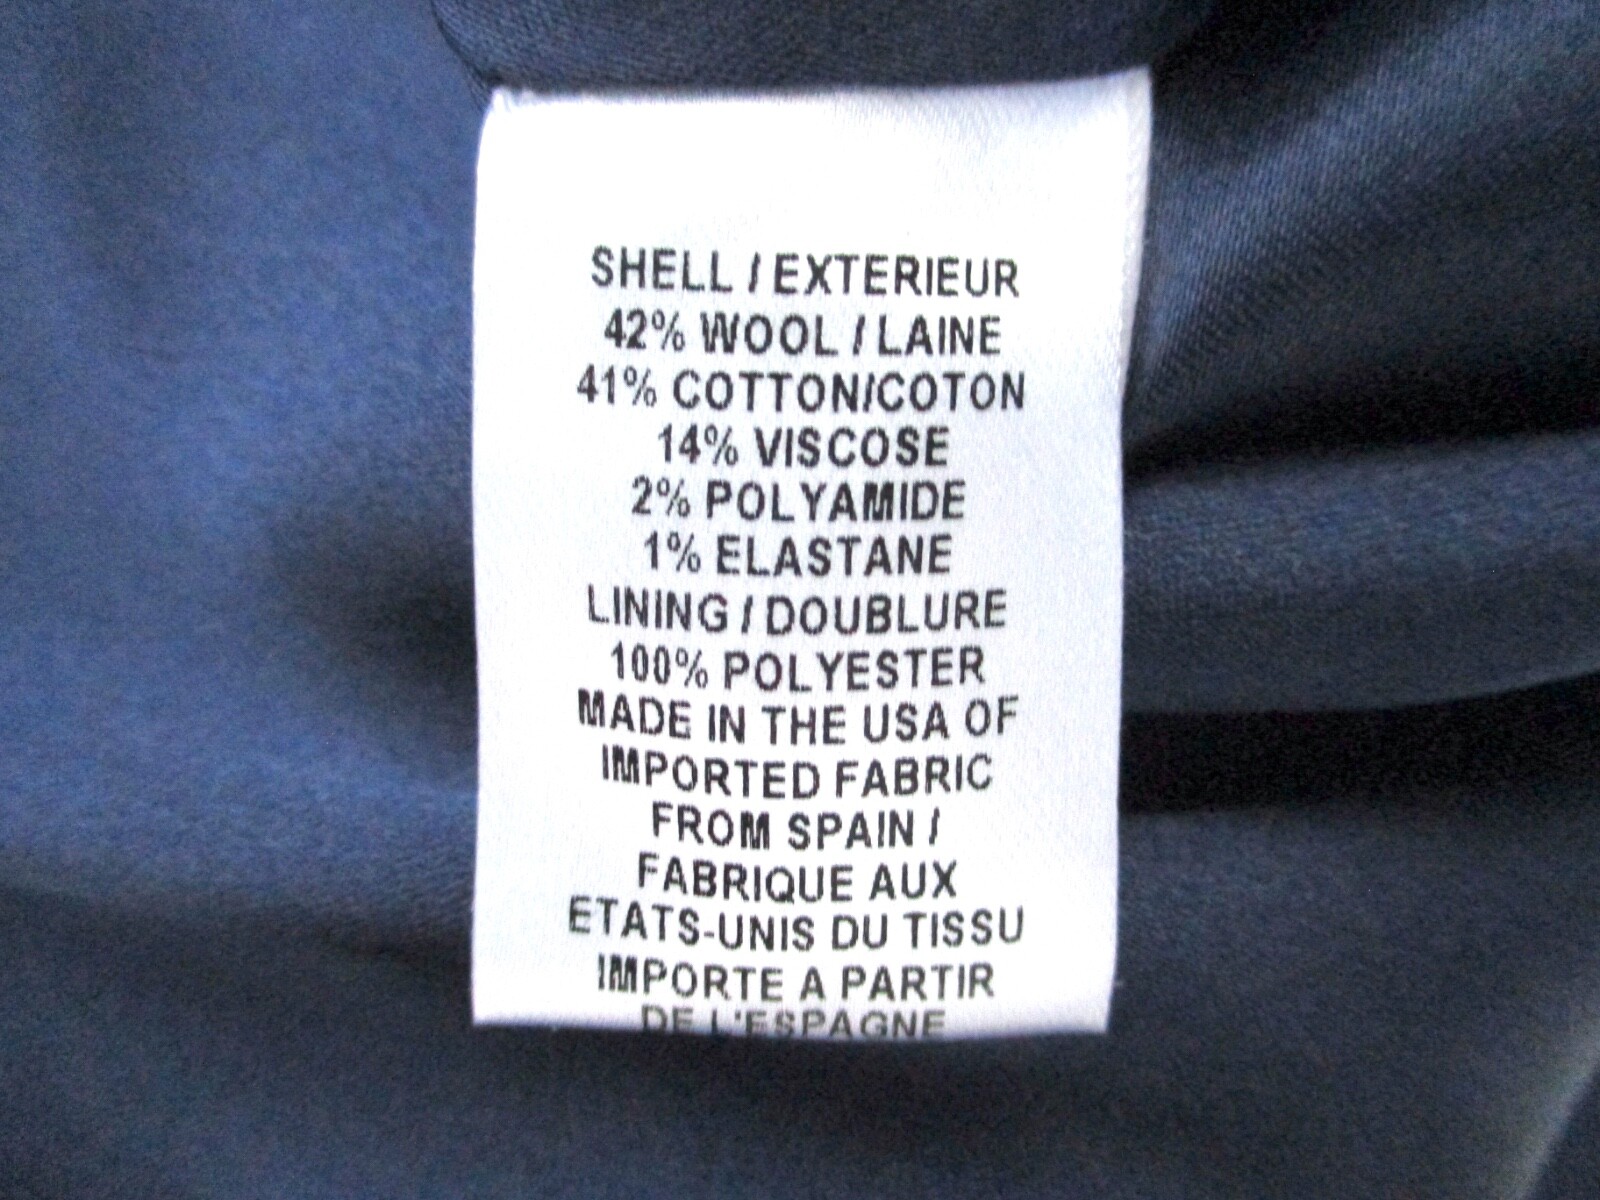 SHELL / EXTERIEUR
42% WOOL / LAINE
41% COTTON/COTON
14% VISCOSE
2% POLYAMIDE
1% ELASTANE
LINING / DOUBLURE
100% POLYESTER
MADE IN THE USA OF
IMPORTED FABRIC
FROM SPAIN /
FABRIQUE AUX
ETATS-UNIS DU TISSU
IMPORTE A PARTIR
DE L'ESPAGNE